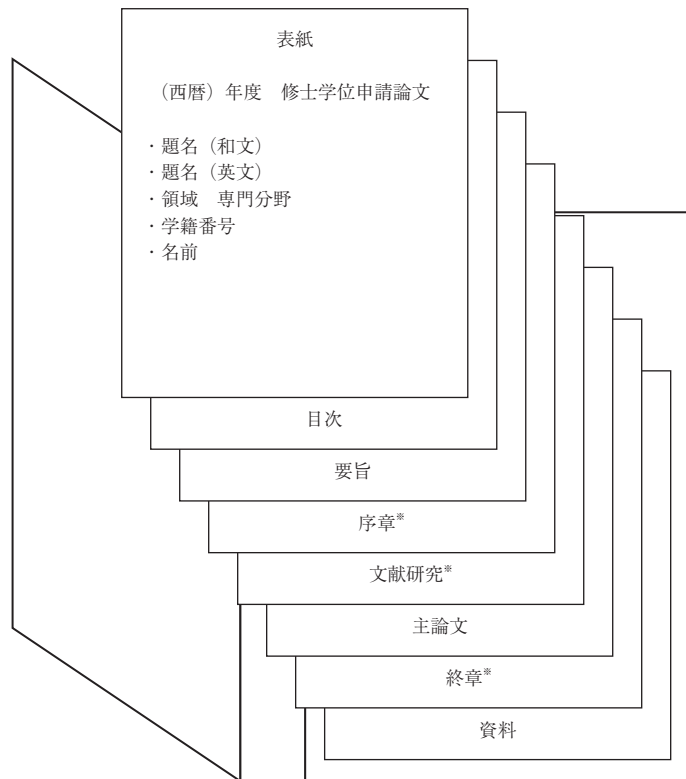 表紙
（西暦）年度　修士学位申請論文
・題名（和文）
・題名（英文）
・領域　専門分野
・学籍番号
・名前
目次
要旨
序章※
文献研究※
主論文
終章※
資料